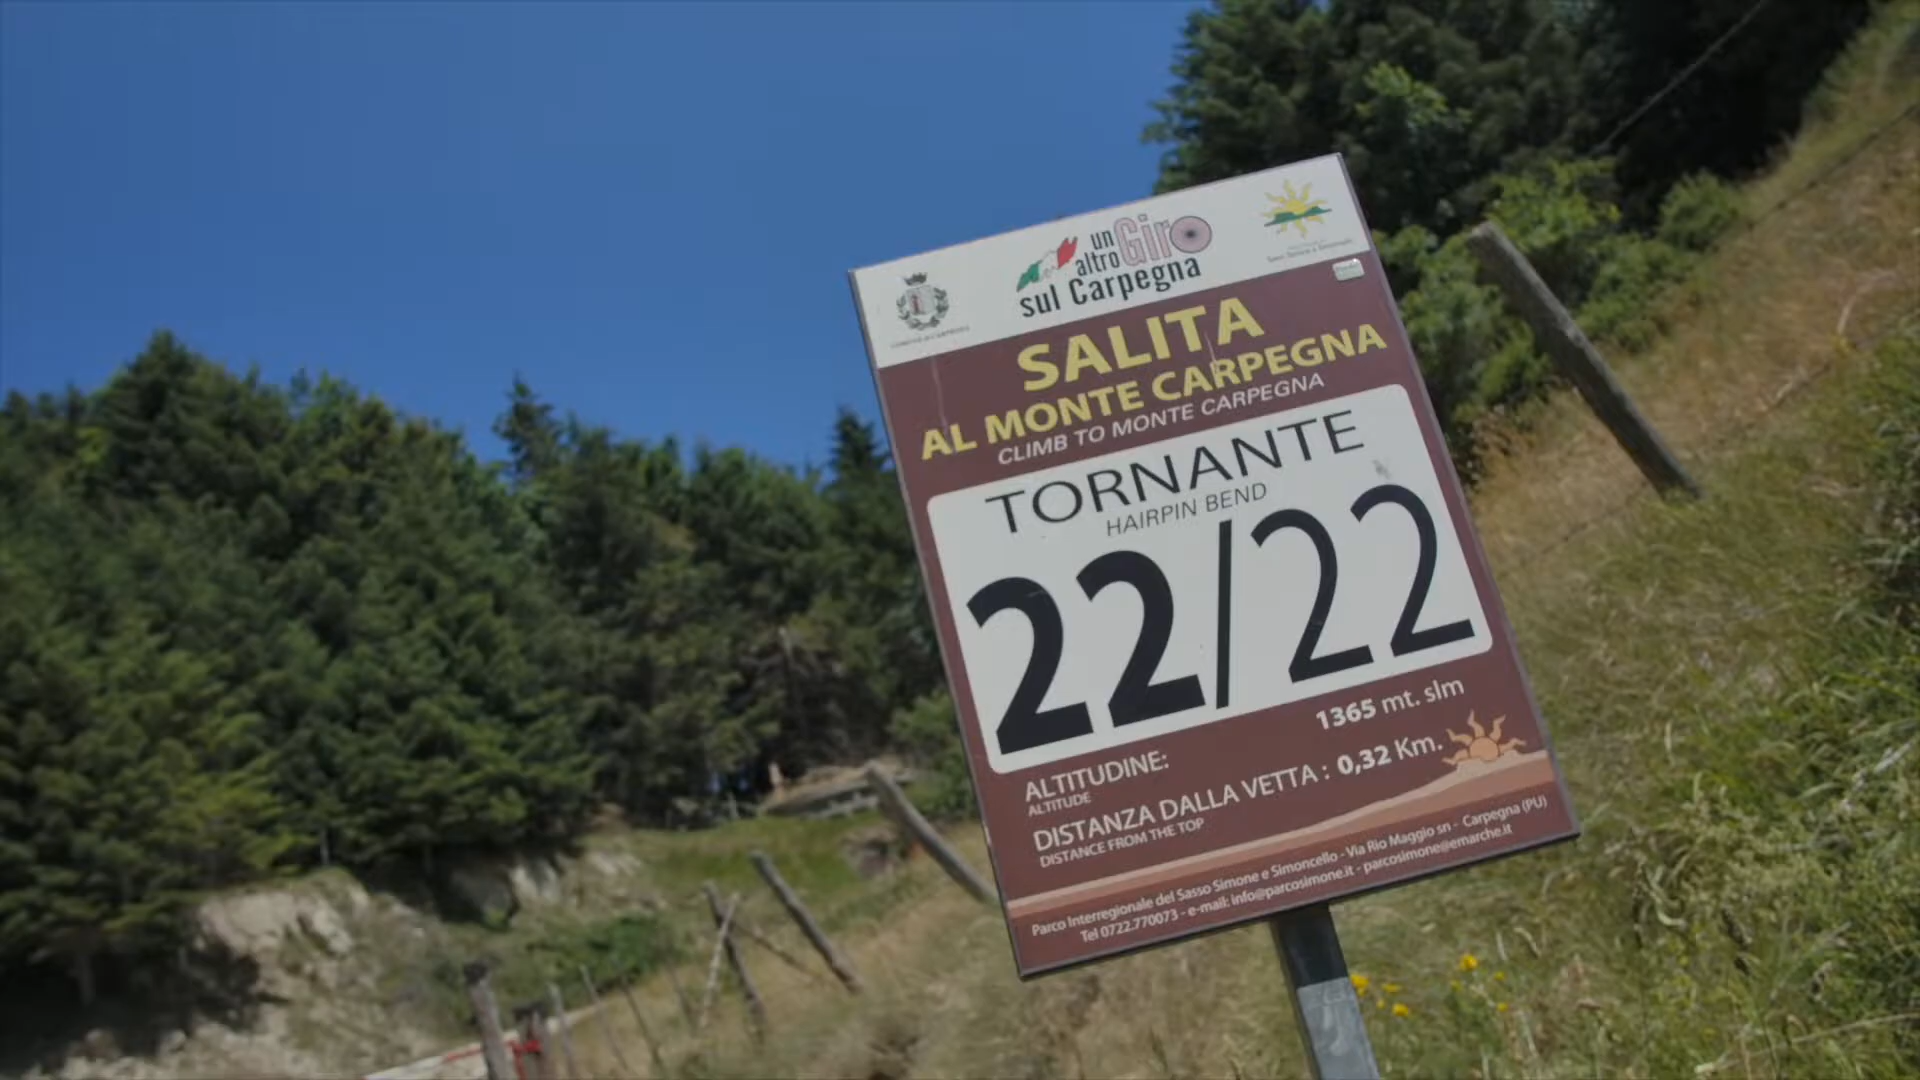 un
altro Giro
sul Carpegna
SALITA
AL MONTE CARPEGNA
CLIMB TO MONTE CARPEGNA
TORNANTE
HAIRPIN BEND
22/22
ALTITUDINE: 1365 mt. slm
ALTITUDE
DISTANZA DALLA VETTA : 0,32 Km.
DISTANCE FROM THE TOP
Parco Interregionale del Sasso Simone e Simoncello - Via Rio Maggio sn - Carpegna (PU)
Tel 0722.770073 - e-mail: info@parcosimone.it - parcosimone@emarche.it